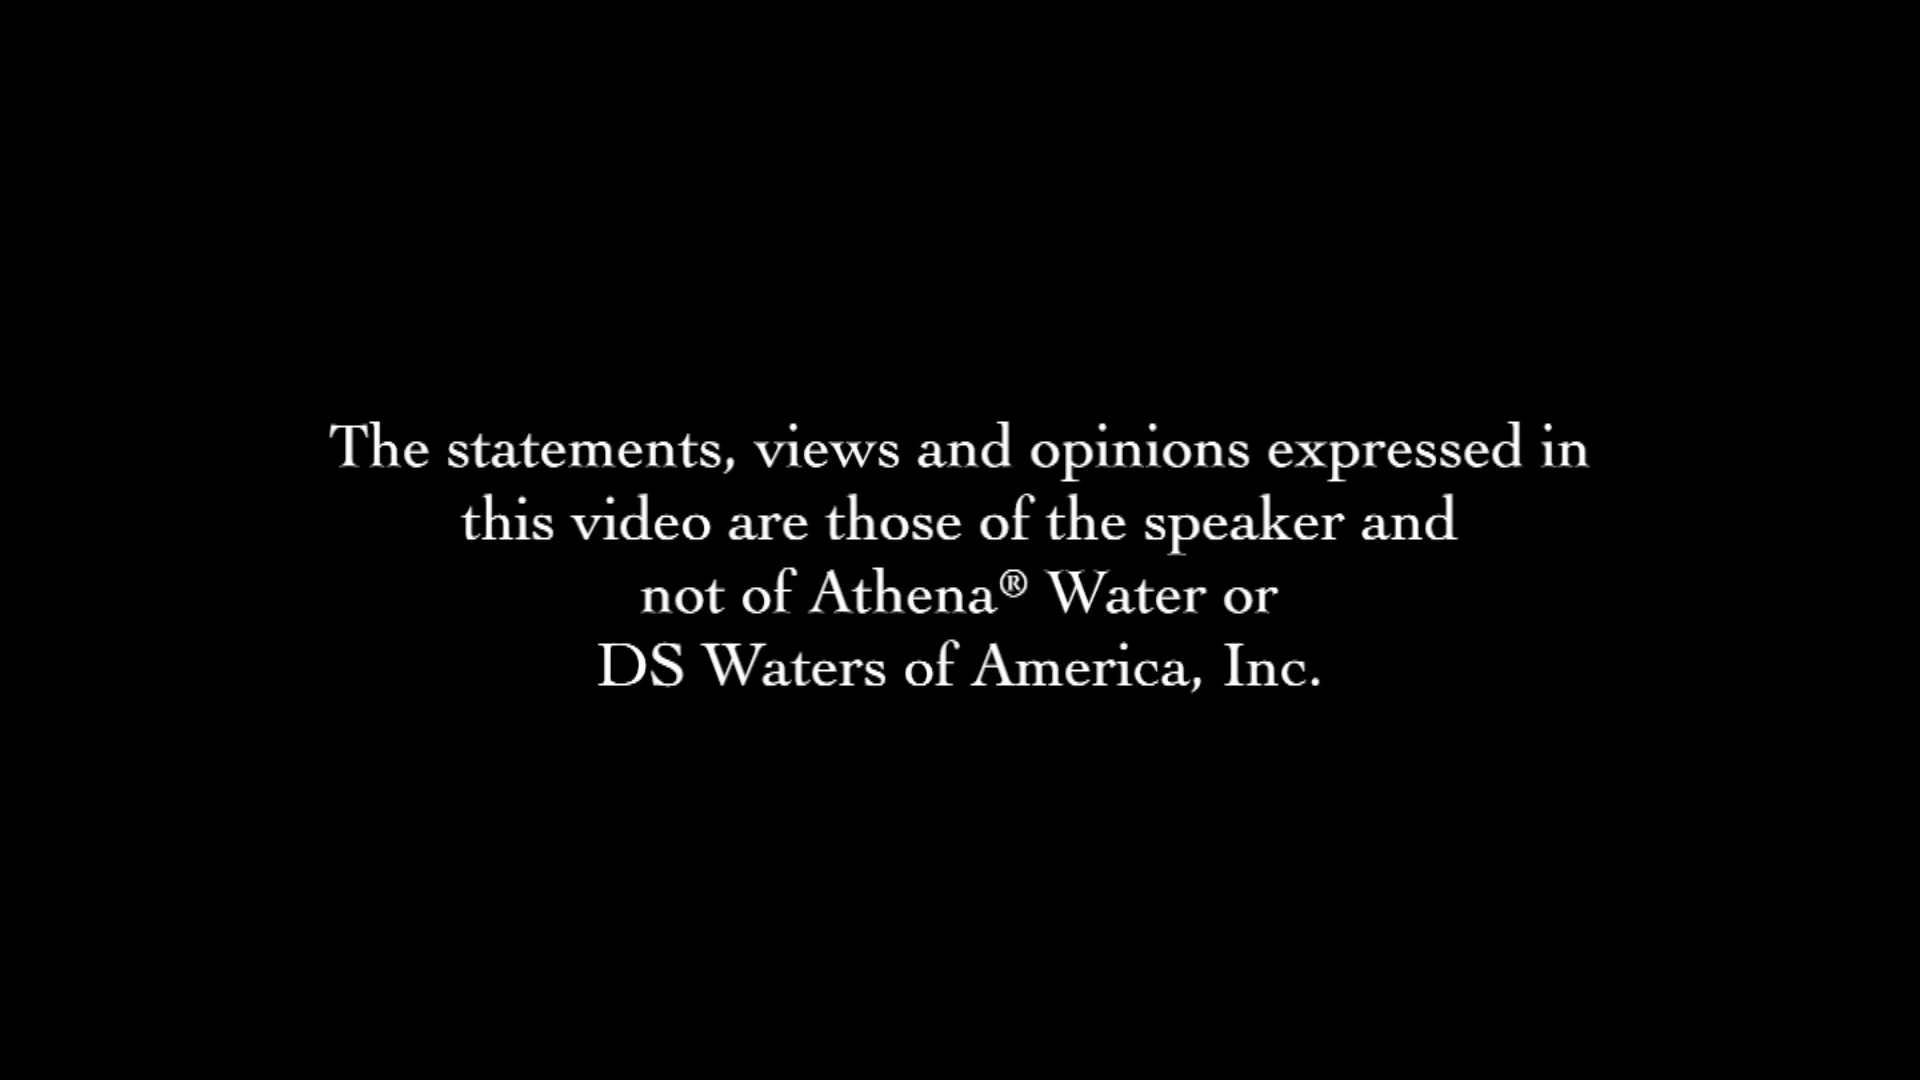 The statements, views and opinions expressed in
this video are those of the speaker and
not of Athena® Water or
DS Waters of America, Inc.